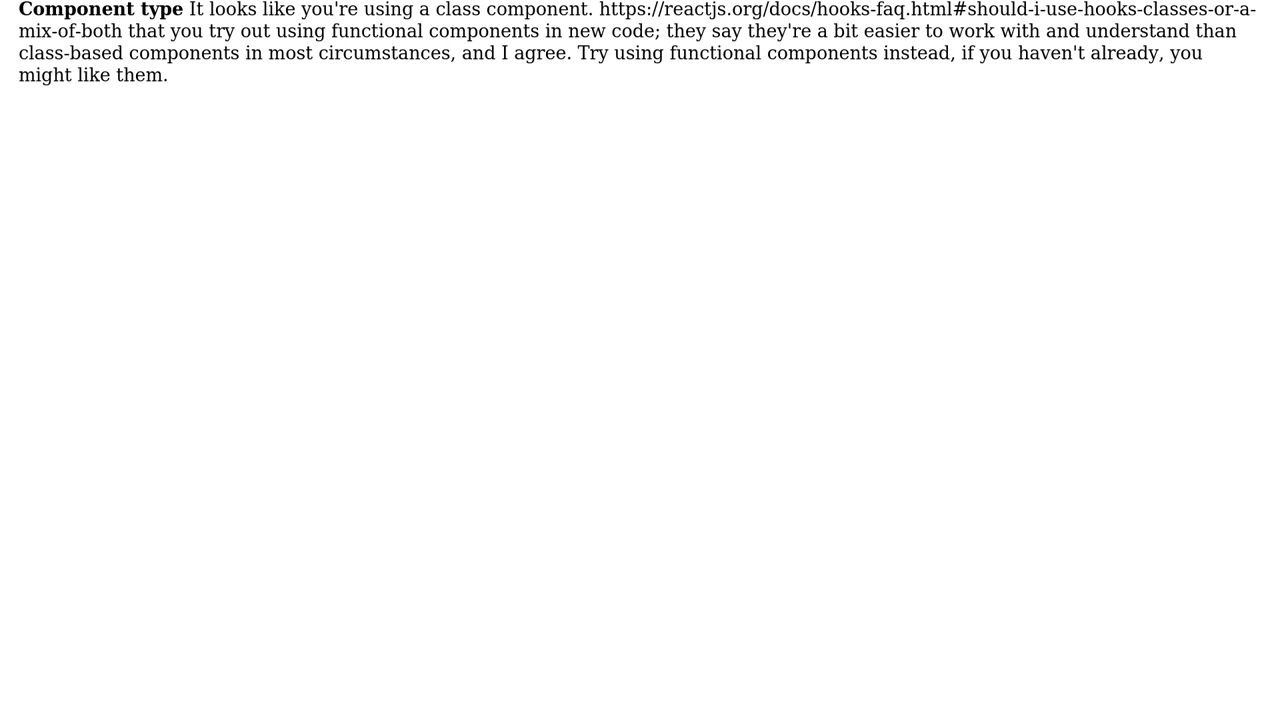 Component type It looks like you're using a class component. https://reactjs.org/docs/hooks-faq.html#should-i-use-hooks-classes-or-a-
mix-of-both that you try out using functional components in new code; they say they're a bit easier to work with and understand than
class-based components in most circumstances, and I agree. Try using functional components instead, if you haven't already, you
might like them.